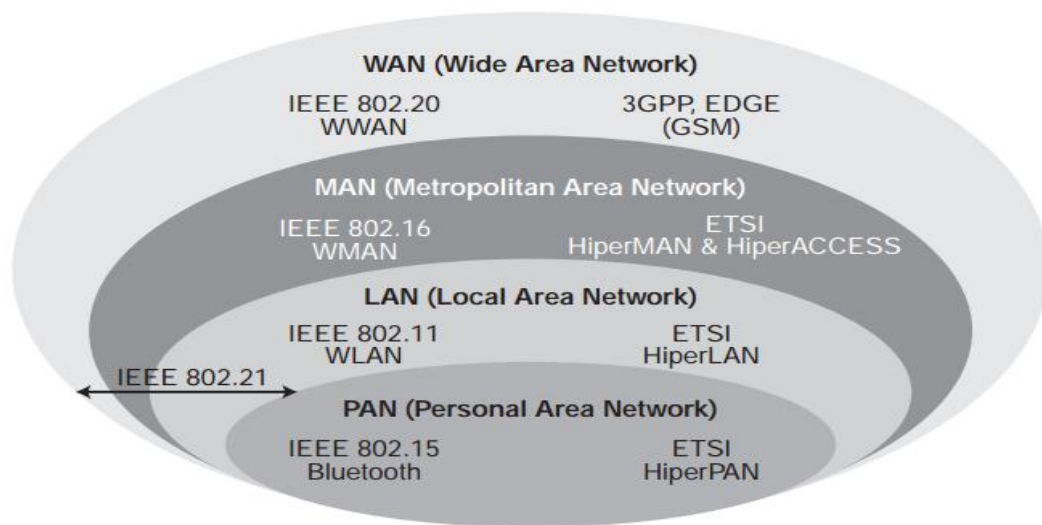 WAN (Wide Area Network)
IEEE 802.20
WWAN
3GPP, EDGE
(GSM)
MAN (Metropolitan Area Network)
IEEE 802.16
WMAN
ETSI
HiperMAN & HiperACCESS
LAN (Local Area Network)
IEEE 802.11
WLAN
ETSI
HiperLAN
IEEE 802.21
PAN (Personal Area Network)
IEEE 802.15
Bluetooth
ETSI
HiperPAN